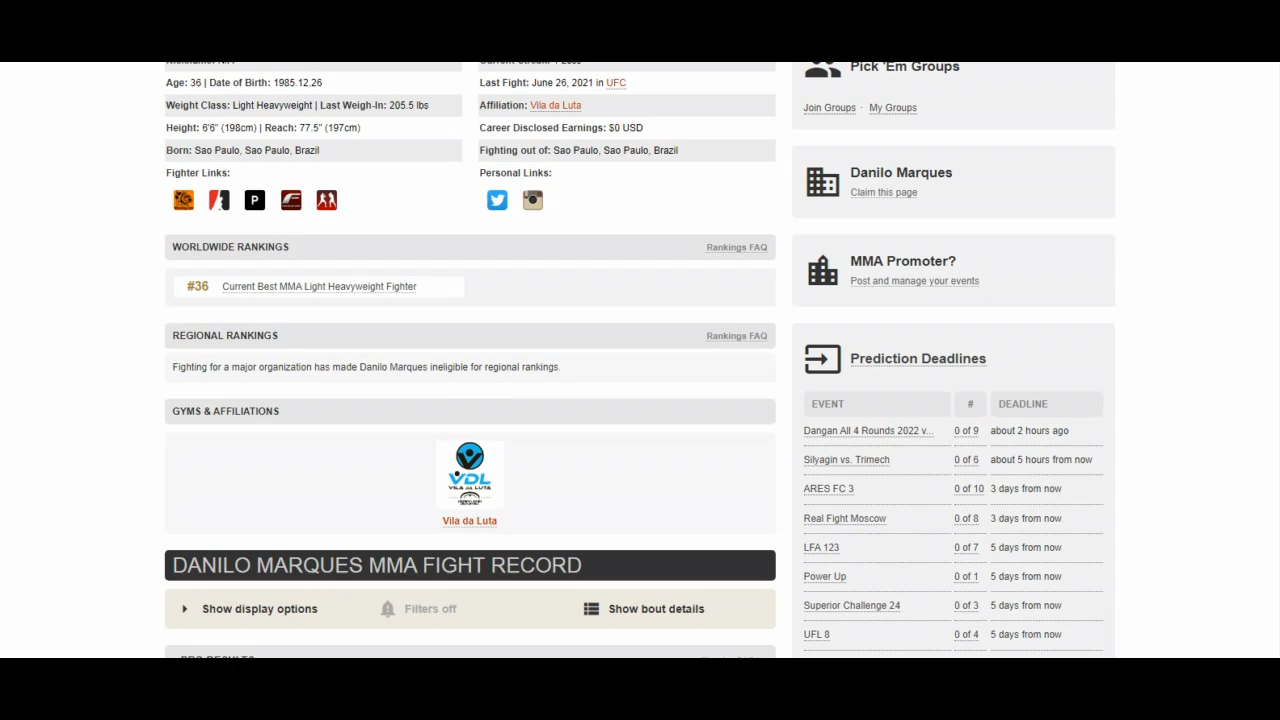 Age: 36 | Date of Birth: 1985.12.26
Weight Class: Light Heavyweight | Last Weigh-In: 205.5 lbs
Height: 6'6" (198cm) | Reach: 77.5" (197cm)
Born: Sao Paulo, Sao Paulo, Brazil
Fighter Links:
P
Last Fight: June 26, 2021 in UFC
Affiliation: Vila da Luta
Career Disclosed Earnings: $0 USD
Fighting out of: Sao Paulo, Sao Paulo, Brazil
Personal Links:
WORLDWIDE RANKINGS Rankings FAQ
#36 Current Best MMA Light Heavyweight Fighter
REGIONAL RANKINGS Rankings FAQ
Fighting for a major organization has made Danilo Marques ineligible for regional rankings.
GYMS & AFFILIATIONS
VDL
VILA DA LUTA
Vila da Luta
DANILO MARQUES MMA FIGHT RECORD
Show display options Filters off Show bout details
Pick 'Em Groups
Join Groups · My Groups
Danilo Marques
Claim this page
MMA Promoter?
Post and manage your events
Prediction Deadlines
EVENT # DEADLINE
Dangan All 4 Rounds 2022 v... 0 of 9 about 2 hours ago
Silyagin vs. Trimech 0 of 6 about 5 hours from now
ARES FC 3 0 of 10 3 days from now
Real Fight Moscow 0 of 8 3 days from now
LFA 123 0 of 7 5 days from now
Power Up 0 of 1 5 days from now
Superior Challenge 24 0 of 3 5 days from now
UFL 8 0 of 4 5 days from now